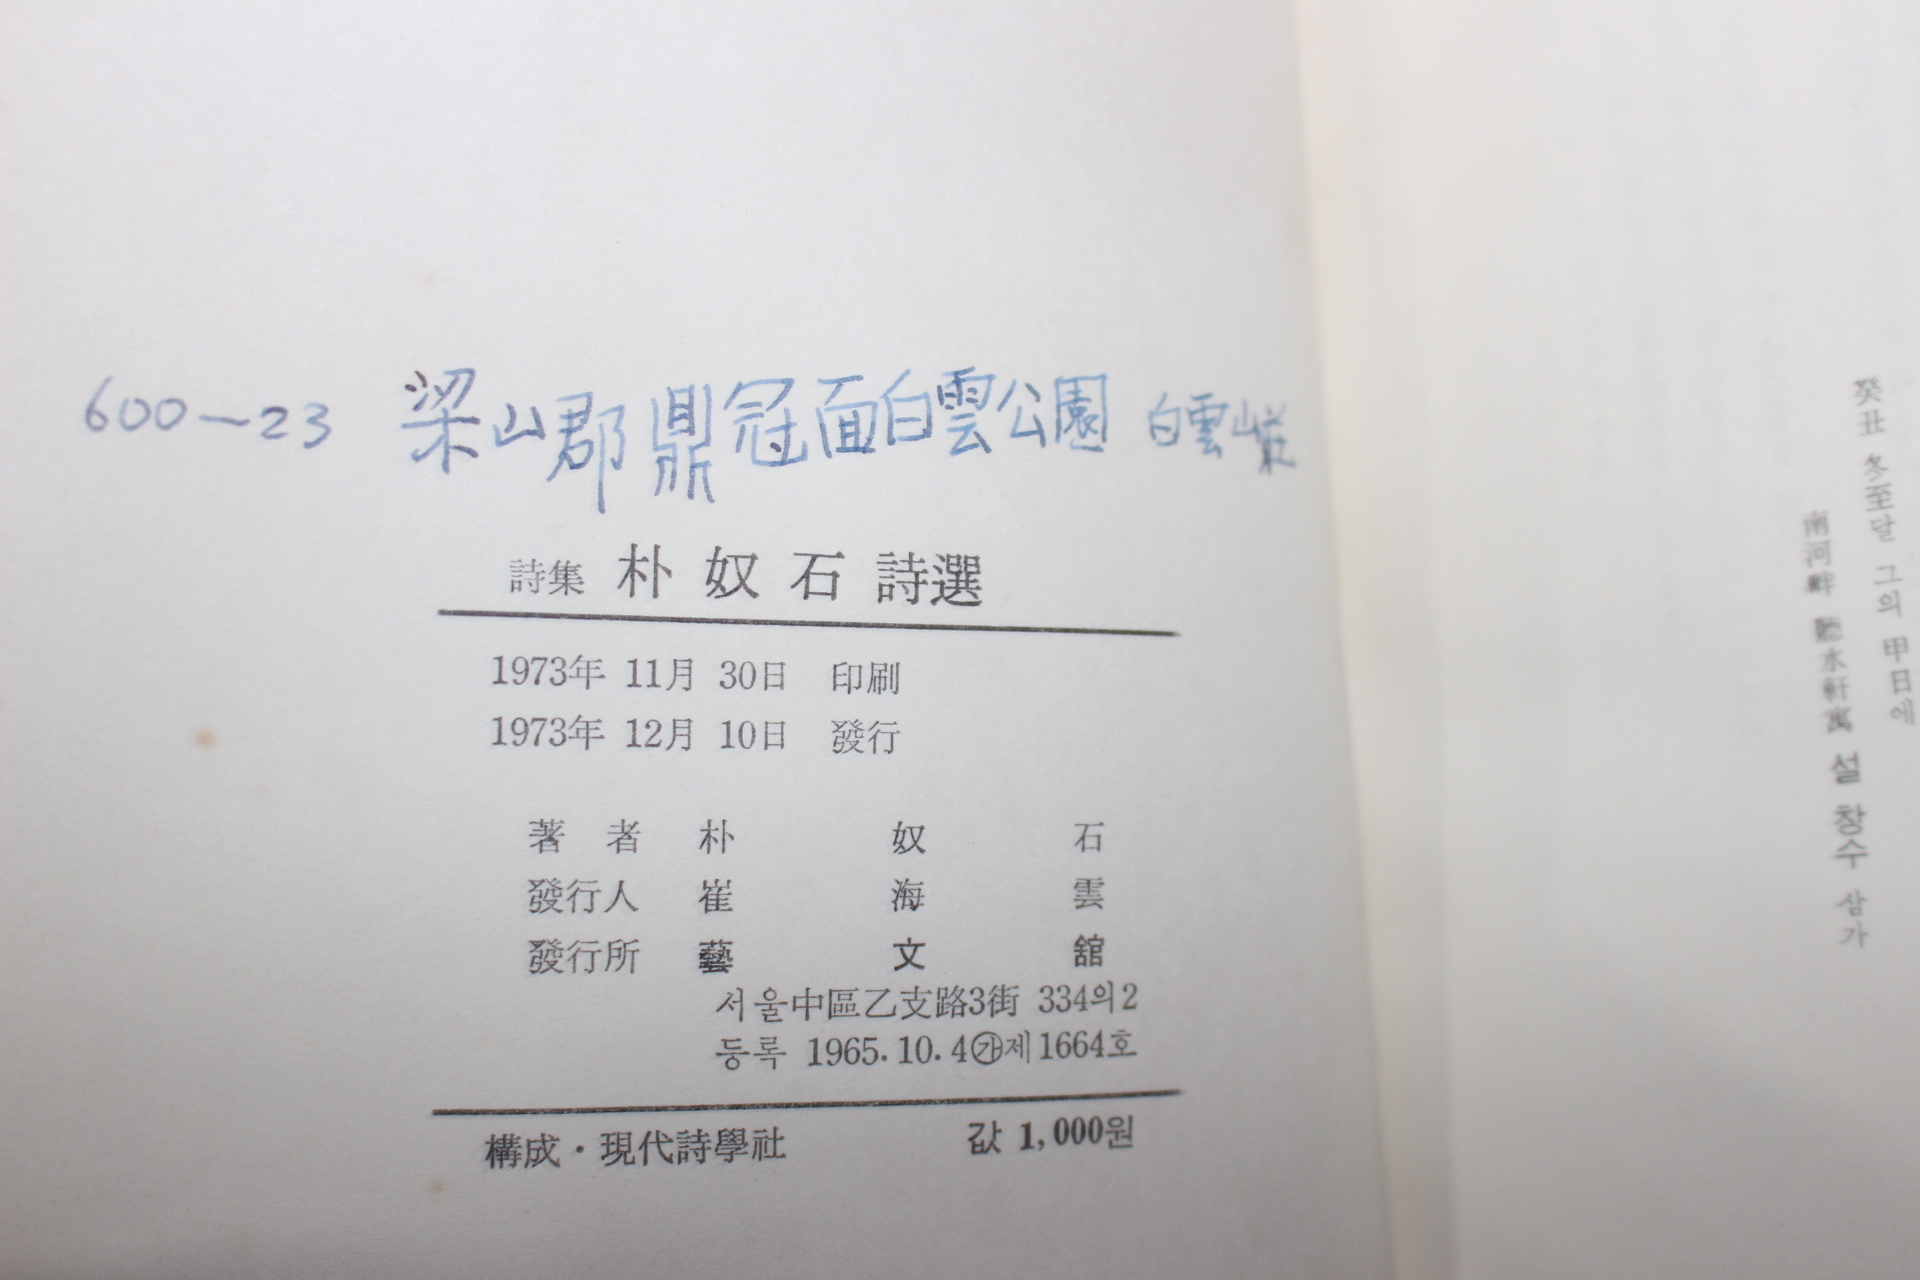 600-23 梁山郡 鼎冠面白雲公園 白雲山莊
詩集 朴奴石 詩選
1973年 11月 30日 印刷
1973年 12月 10日 發行
著者 朴奴石
發行人 崔海雲
發行所 藝文舘
서울中區乙支路3街 334의2
등록 1965.10.4㉮제1664호
構成・現代詩學社 값 1,000원
癸丑 冬至달 그의 甲日에
南河畔 聽水軒寓 설창수 삼가